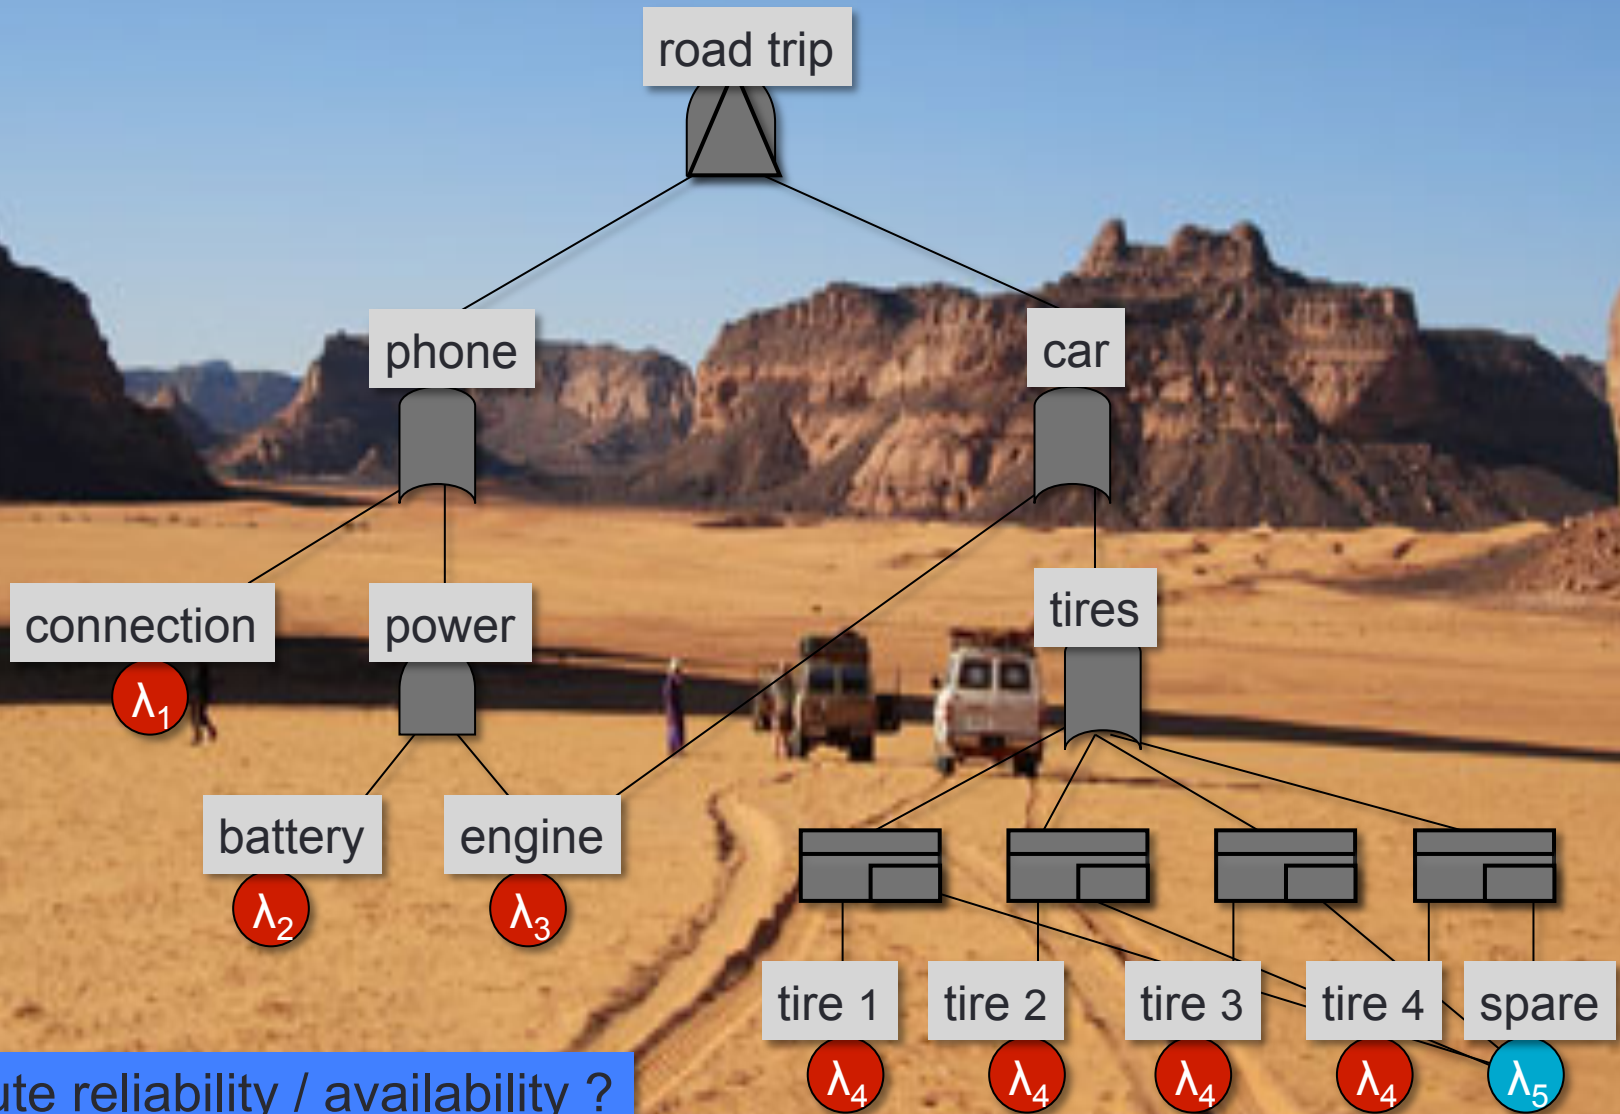 road trip
phone
car
connection
power
tires
λ₁
battery
engine
λ₂
λ₃
tire 1
tire 2
tire 3
tire 4
spare
λ₄
λ₄
λ₄
λ₄
λ₅
reliability / availability ?